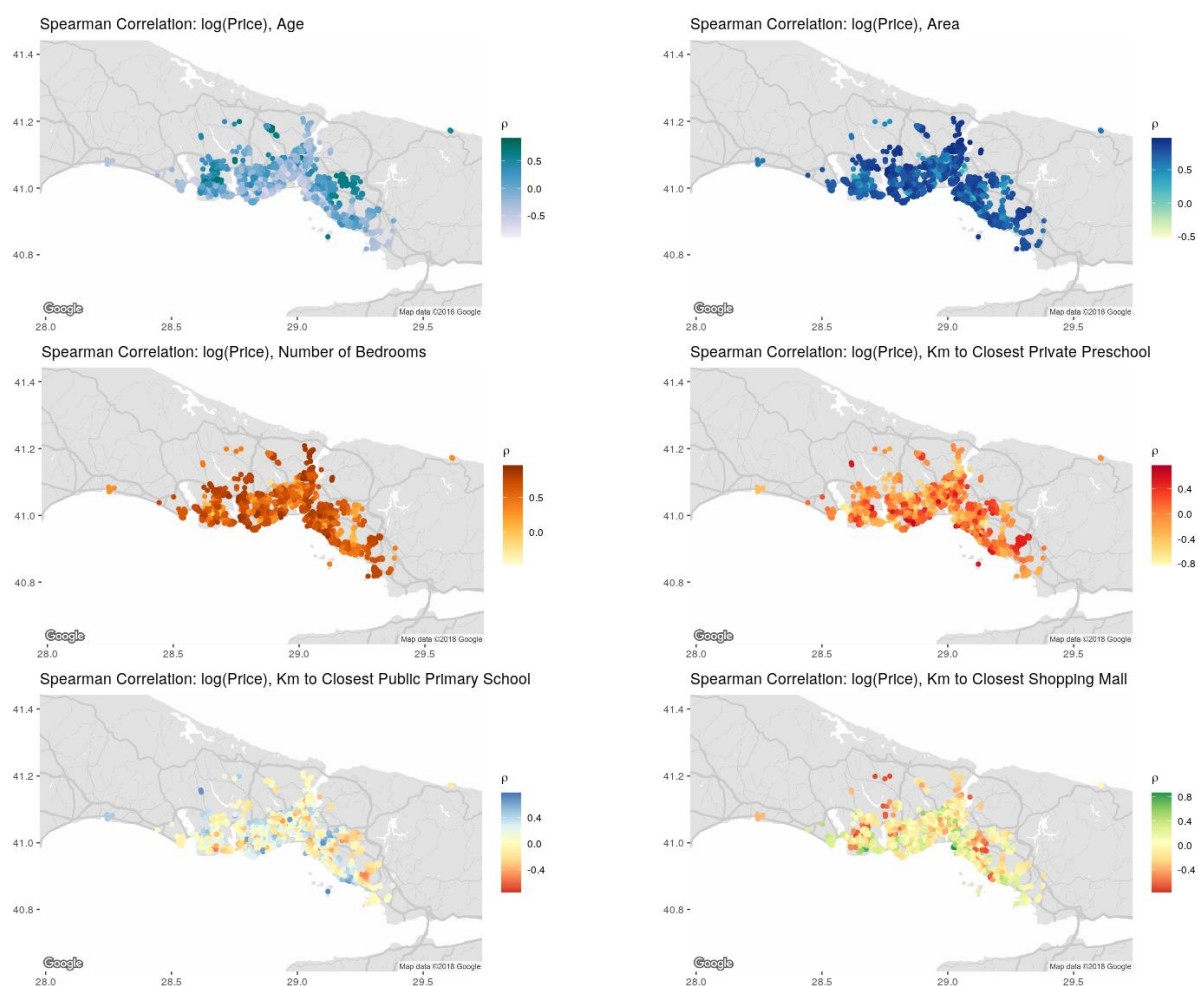 Spearman Correlation: log(Price), Age
41.4
41.2
41.0
40.8
28.0
28.5
29.0
29.5
ρ
0.5
0.0
-0.5
Google
Map data ©2018 Google
Spearman Correlation: log(Price), Area
41.4
41.2
41.0
40.8
28.0
28.5
29.0
29.5
ρ
0.5
0.0
-0.5
Google
Map data ©2018 Google
Spearman Correlation: log(Price), Number of Bedrooms
41.4
41.2
41.0
40.8
28.0
28.5
29.0
29.5
ρ
0.5
0.0
Google
Map data ©2018 Google
Spearman Correlation: log(Price), Km to Closest Private Preschool
41.4
41.2
41.0
40.8
28.0
28.5
29.0
29.5
ρ
0.4
0.0
-0.4
-0.8
Google
Map data ©2018 Google
Spearman Correlation: log(Price), Km to Closest Public Primary School
41.4
41.2
41.0
40.8
28.0
28.5
29.0
29.5
ρ
0.4
0.0
-0.4
Google
Map data ©2018 Google
Spearman Correlation: log(Price), Km to Closest Shopping Mall
41.4
41.2
41.0
40.8
28.0
28.5
29.0
29.5
ρ
0.8
0.4
0.0
-0.4
Google
Map data ©2018 Google